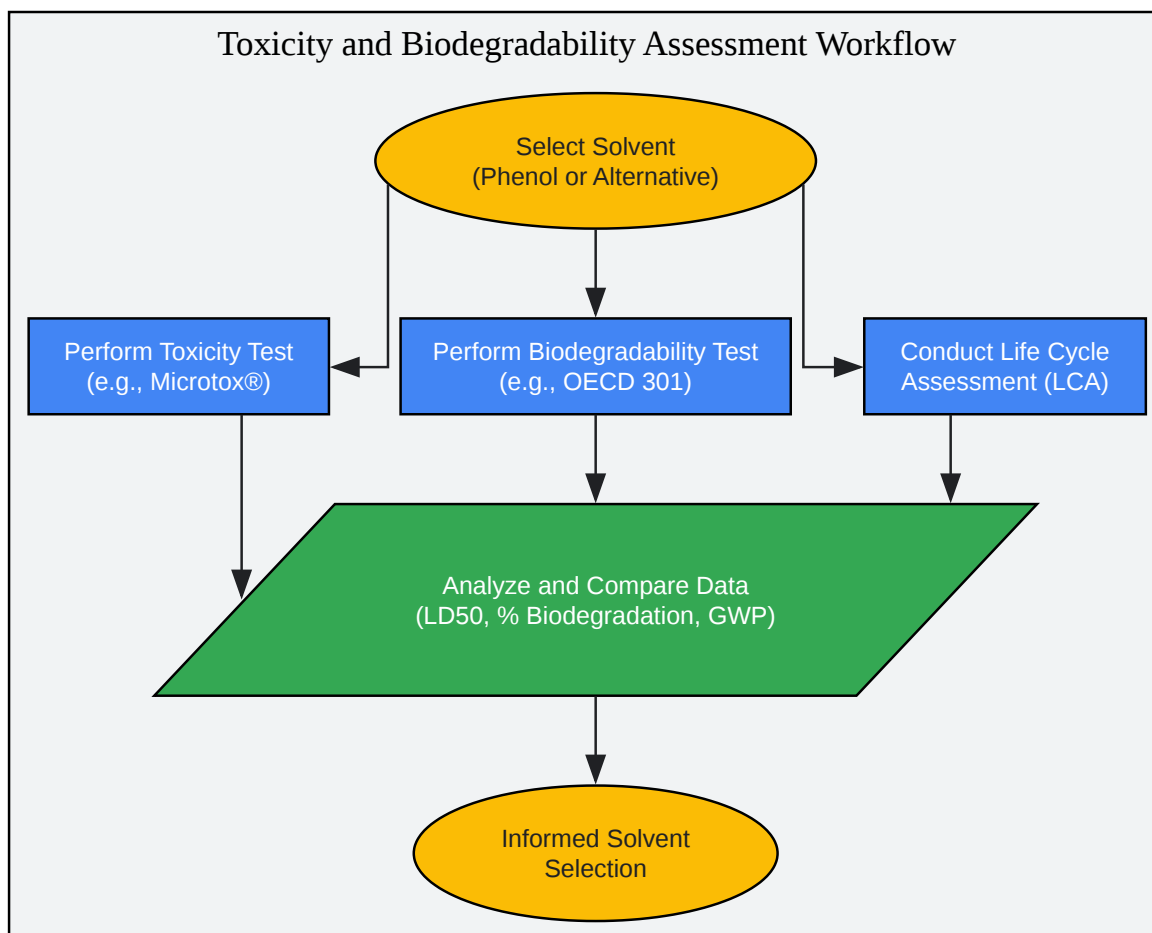 Toxicity and Biodegradability Assessment Workflow
Select Solvent
(Phenol or Alternative)
Perform Toxicity Test
(e.g., Microtox®)
Perform Biodegradability Test
(e.g., OECD 301)
Conduct Life Cycle
Assessment (LCA)
Analyze and Compare Data
(LD50, % Biodegradation, GWP)
Informed Solvent
Selection